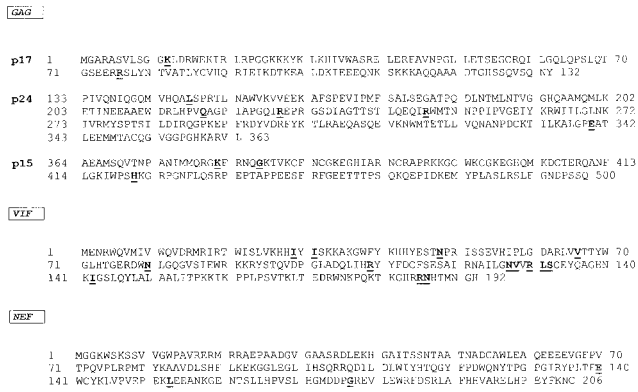 GAG
p17 1 MGARASVLSG GKLDRWEKIR LRPGGKKKYK LKHIVWASRE LERFAVNPGL LETSEGCRQI LGQLQPSLQT 70
71 GSEERRSLYN TVATLYCVHQ RIEIKDTKEA LDKIEEEQNK SKKKAQQAAA DTGHSSQVSQ NY 132
p24 133 PIVQNIQGQM VHQALSPRTL NAWVKVVEEK AFSPEVIPMF SALSEGATPQ DLNTMLNTVG GHQAAMQMLK 202
203 ETINEEAAEW DRLHPVQAGP IAPGQIREPR GSDIAGTTST LQEQIRWMTN NPPIPVGEIY KRWIILGLNK 272
273 IVRMYSPTSI LDIRQGPKEP FRDYVDRFYK TLRAEQASQE VKNWMTETLL VQNANPDCKT ILKALGPEAT 342
343 LEEMMTACQG VGGPGHKARV L 363
p15 364 AEAMSQVTNP ANIMMQRGKF RNQGKTVKCF NCGKEGHIAR NCRAPRKKGC WKCGKEGHQM KDCTERQANF 413
414 LGKIWPSHKG RPGNFLQSRP EPTAPPEESF RFGEETTTPS QKQEPIDKEM YPLASLRSLF GNDPSSQ 500
VIF
1 MENRWQVMIV WQVDRMRIRT WISLVKHHIY ISKKAKGWFY KHHYESTNPR ISSEVHIPLG DARLVVTTYW 70
71 GLHTGERDWN LGQGVSIEWR KKRYSTQVDP GLADQLIHRY YFDCFSESAI RNAILGNVVR LSCEYQAGHN 140
141 KIGSLQYLAL AALITPKKIK PPLPSVTKLT EDRWNKPQKT KGHRRNHTMN GH 192
NEF
1 MGGKWSKSSV VGWPAVRERM RRAEPAADGV GAASRDLEKH GAITSSNTAA TNADCAWLEA QEEEEVGFPV 70
71 TPQVPLRPMT YKAAVDLSHF LKEKGGLEGL IHSQRRQDIL DLWIYHTQGY FPDWQNYTPG PGIRYPLTFE 140
141 WCYKLVPVEP EKLEEANKGE NTSLLHPVSL HGMDDPGREV LEWRFDSRLA FHHVARELHP EYFKNC 206